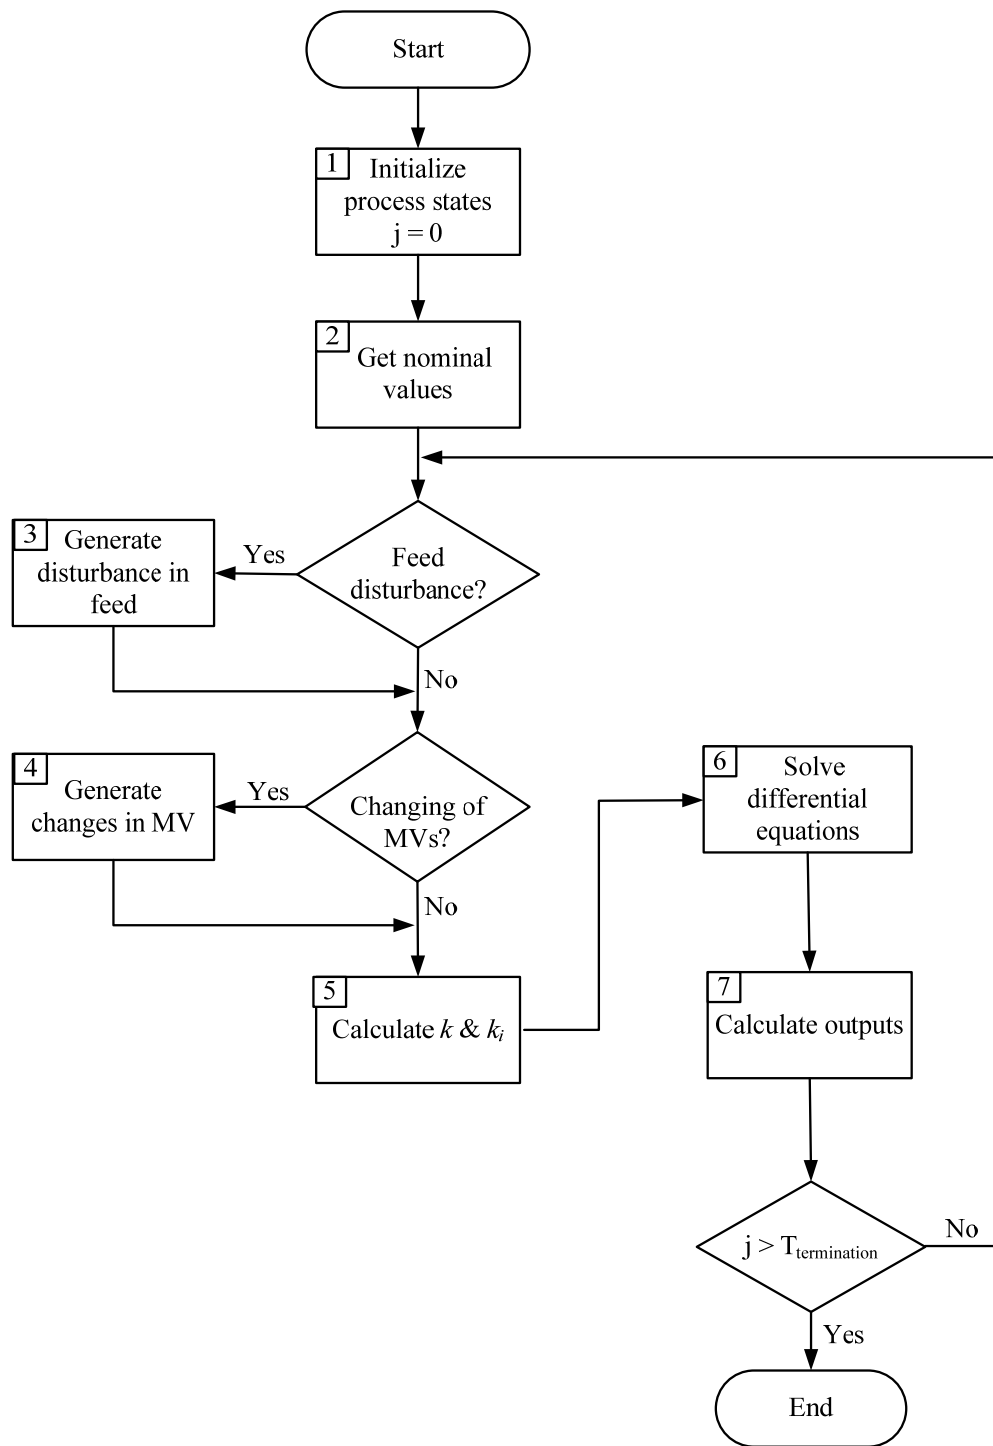 Start
1
Initialize
process states
j = 0
2
Get nominal
values
Feed
disturbance?
Yes
3
Generate
disturbance in
feed
No
Changing of
MVs?
Yes
4
Generate
changes in MV
No
5
Calculate k & kᵢ
6
Solve
differential
equations
7
Calculate outputs
j > Ttermination
No
Yes
End